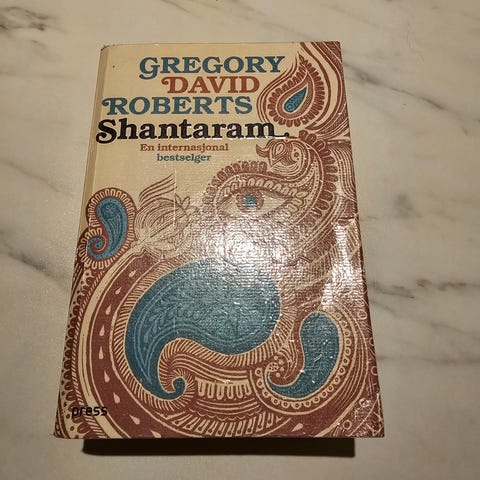 GREGORY
DAVID
ROBERTS
Shantaram.
En internasjonal
bestselger
press